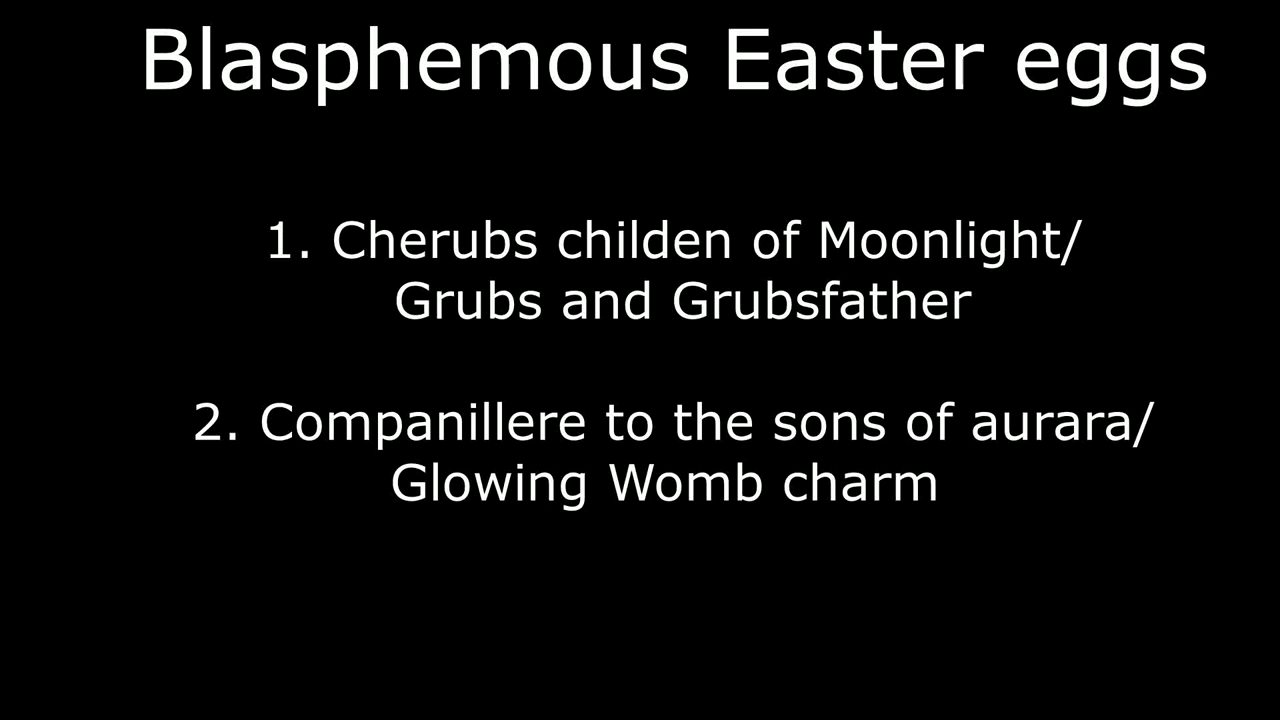 Blasphemous Easter eggs
1. Cherubs childen of Moonlight/
Grubs and Grubsfather
2. Companillere to the sons of aurara/
Glowing Womb charm